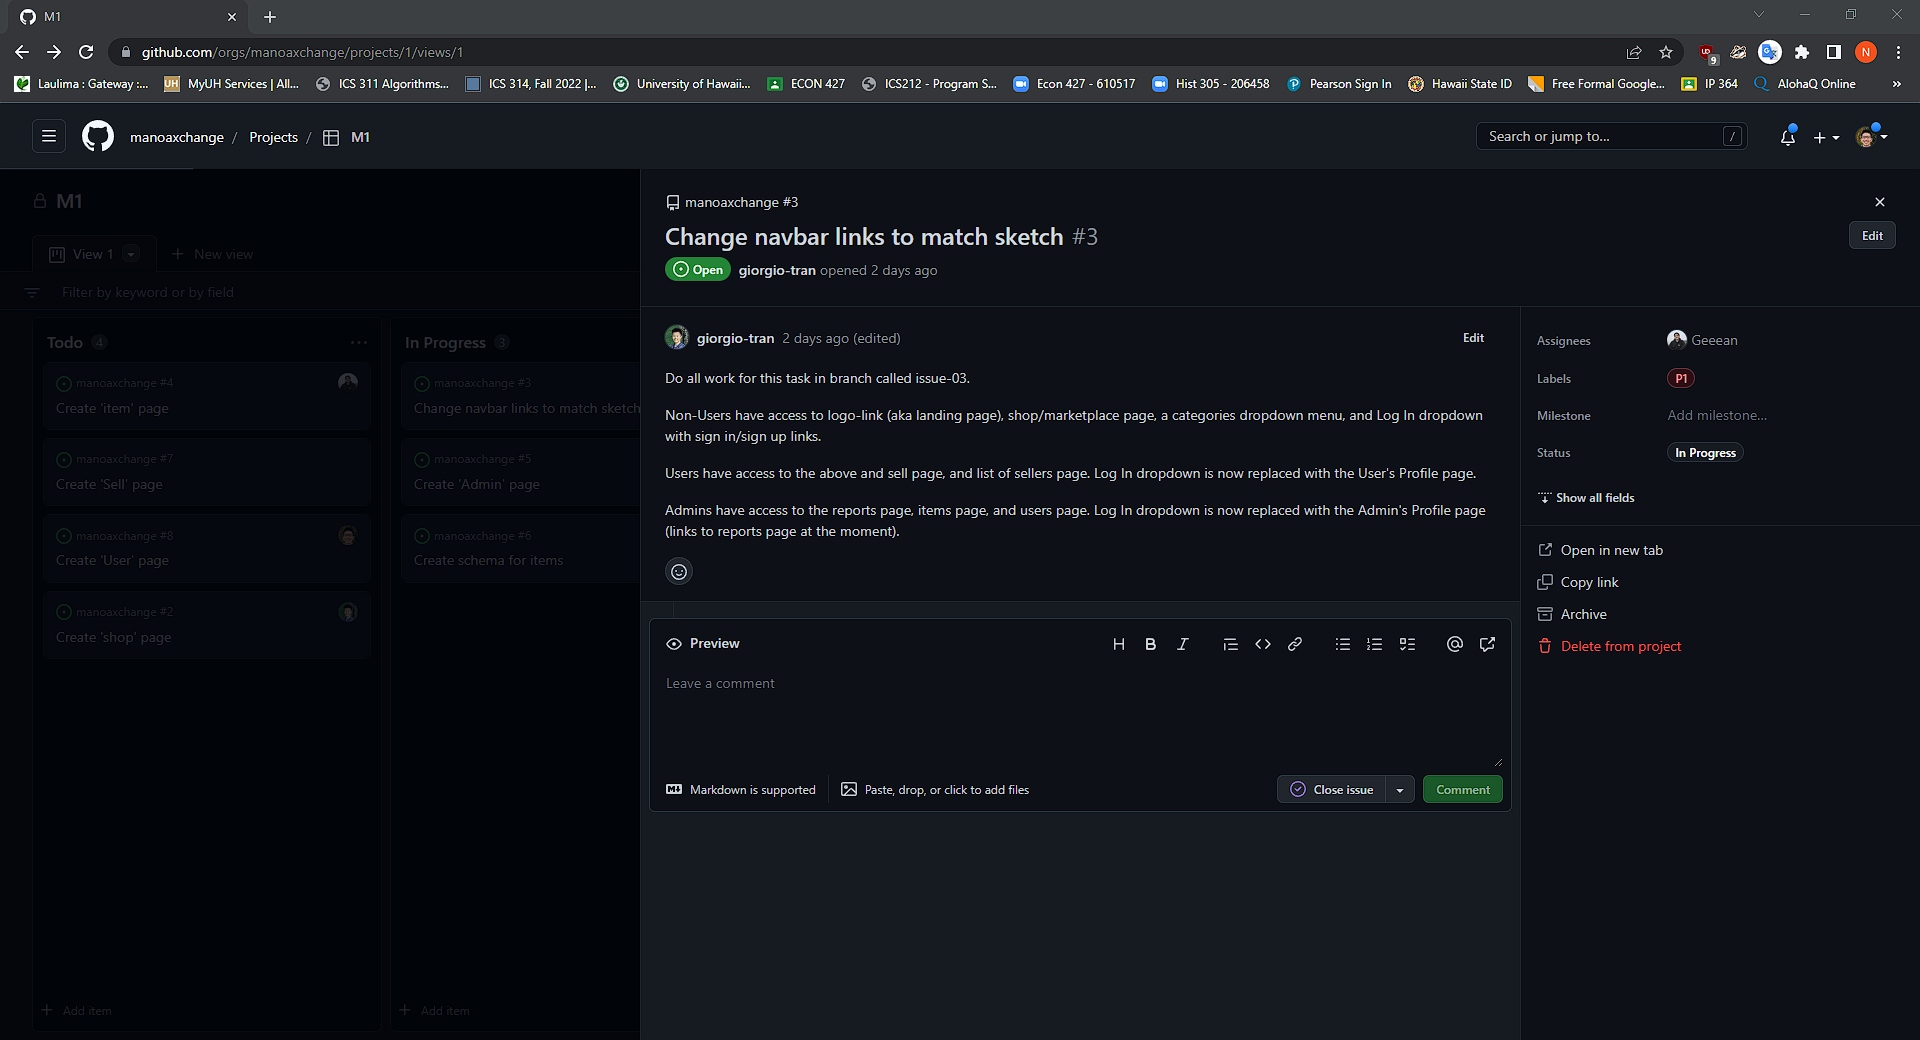 M1
github.com/orgs/manoaxchange/projects/1/views/1
9
N
Laulima : Gateway :...
UH MyUH Services | All...
ICS 311 Algorithms...
ICS 314, Fall 2022 |...
University of Hawaii...
ECON 427
ICS212 - Program S...
Econ 427 - 610517
Hist 305 - 206458
Pearson Sign In
Hawaii State ID
Free Formal Google...
IP 364
AlohaQ Online
»
manoaxchange / Projects / M1
Search or jump to... /
M1
View 1
New view
Filter by keyword or by field
Todo 4
manoaxchange #4
Create 'item' page
manoaxchange #7
Create 'Sell' page
manoaxchange #8
Create 'User' page
manoaxchange #2
Create 'shop' page
Add item
In Progress 3
manoaxchange #3
Change navbar links to match sketch
manoaxchange #5
Create 'Admin' page
manoaxchange #6
Create schema for items
Add item
manoaxchange #3
Change navbar links to match sketch #3
Edit
Open giorgio-tran opened 2 days ago
giorgio-tran 2 days ago (edited)
Edit
Do all work for this task in branch called issue-03.
Non-Users have access to logo-link (aka landing page), shop/marketplace page, a categories dropdown menu, and Log In dropdown
with sign in/sign up links.
Users have access to the above and sell page, and list of sellers page. Log In dropdown is now replaced with the User's Profile page.
Admins have access to the reports page, items page, and users page. Log In dropdown is now replaced with the Admin's Profile page
(links to reports page at the moment).
Preview
H B I
@
Leave a comment
Markdown is supported
Paste, drop, or click to add files
Close issue
Comment
Assignees Geeean
Labels P1
Milestone Add milestone...
Status In Progress
Show all fields
Open in new tab
Copy link
Archive
Delete from project